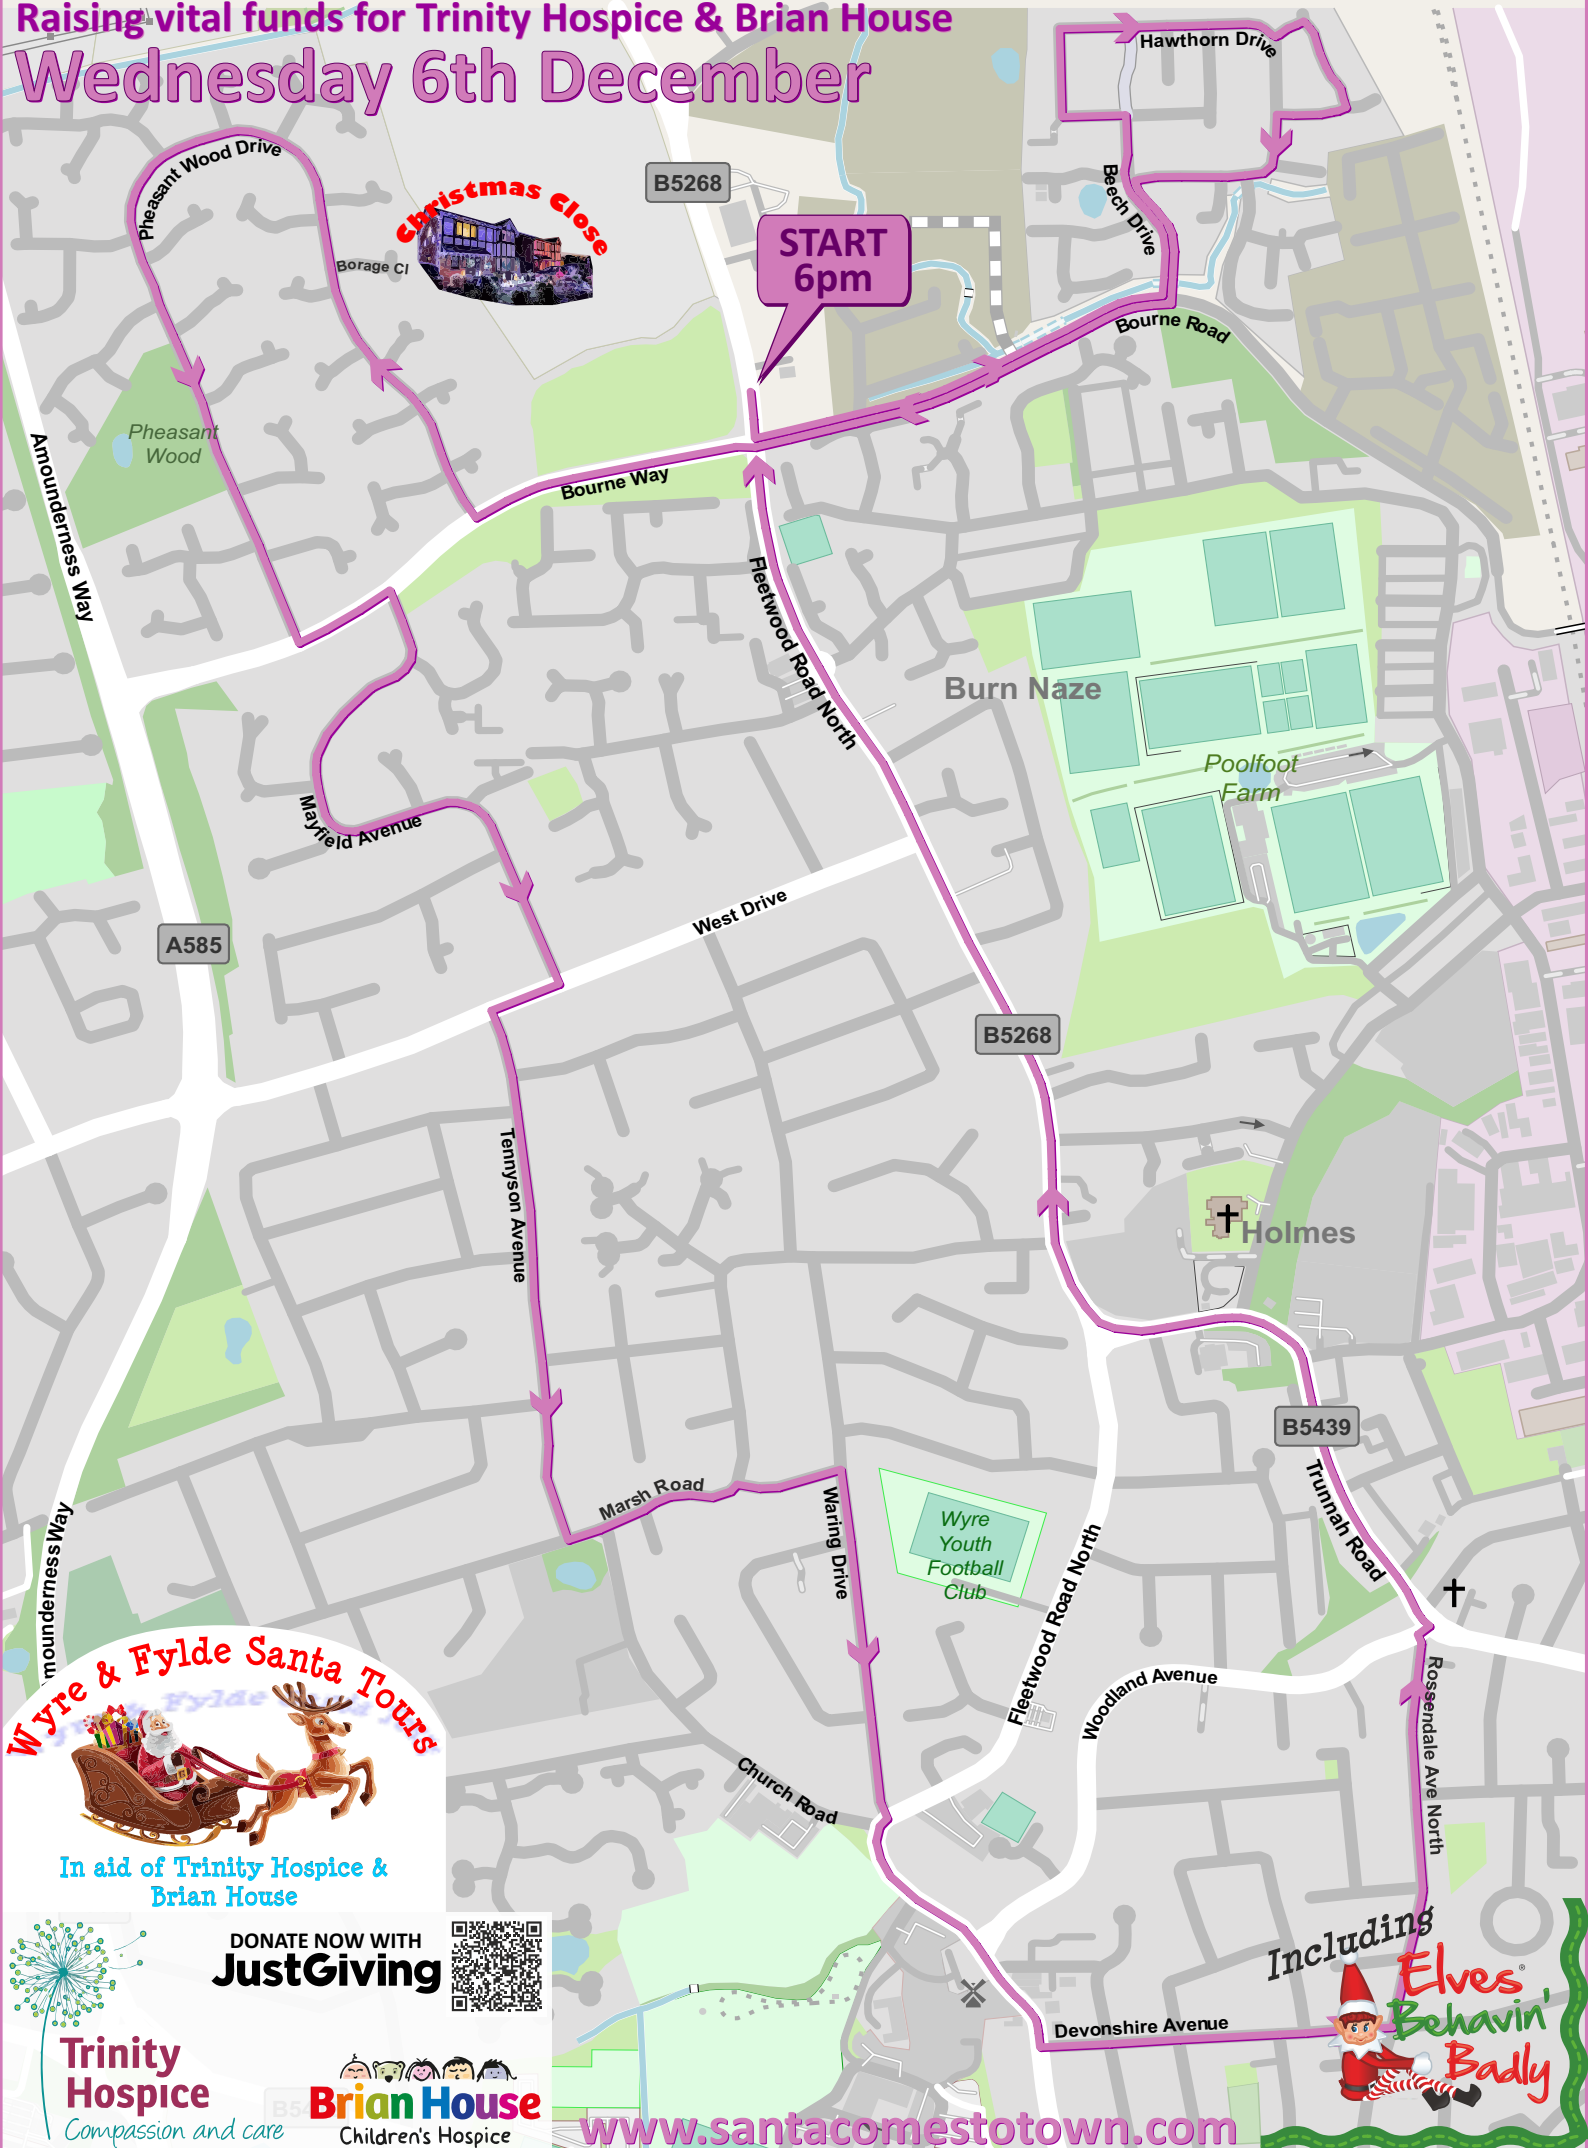 Raising vital funds for Trinity Hospice & Brian House
Wednesday 6th December
Hawthorn Drive
Pheasant Wood Drive
B5268
Christmas Close
Beech Drive
START
6pm
Borage Cl
Bourne Road
Pheasant
Wood
Amounderness Way
Bourne Way
Fleetwood Road North
Burn Naze
Poolfoot
Farm
Mayfield Avenue
West Drive
A585
B5268
Tennyson Avenue
Holmes
B5439
Marsh Road
Trunnah Road
Waring Drive
Wyre
Youth
Football
Club
Fleetwood Road North
mounderness Way
Woodland Avenue
Rossendale Ave North
Church Road
Wyre & Fylde Santa Tours
In aid of Trinity Hospice &
Brian House
DONATE NOW WITH
JustGiving
Including
Elves
Behavin'
Badly
Devonshire Avenue
Trinity
Hospice
Compassion and care
B54
Brian House
Children's Hospice
www.santacomestotown.com